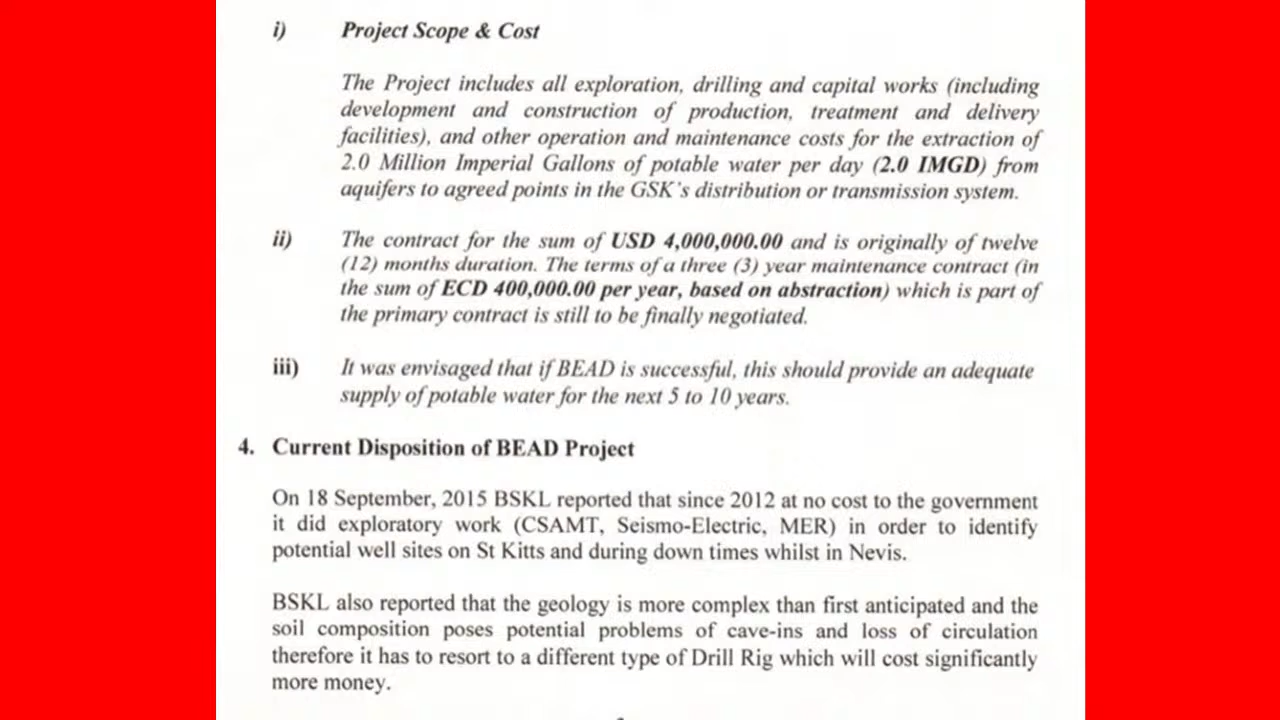 i) Project Scope & Cost
The Project includes all exploration, drilling and capital works (including
development and construction of production, treatment and delivery
facilities), and other operation and maintenance costs for the extraction of
2.0 Million Imperial Gallons of potable water per day (2.0 IMGD) from
aquifers to agreed points in the GSK's distribution or transmission system.
ii) The contract for the sum of USD 4,000,000.00 and is originally of twelve
(12) months duration. The terms of a three (3) year maintenance contract (in
the sum of ECD 400,000.00 per year, based on abstraction) which is part of
the primary contract is still to be finally negotiated.
iii) It was envisaged that if BEAD is successful, this should provide an adequate
supply of potable water for the next 5 to 10 years.
4. Current Disposition of BEAD Project
On 18 September, 2015 BSKL reported that since 2012 at no cost to the government
it did exploratory work (CSAMT, Seismo-Electric, MER) in order to identify
potential well sites on St Kitts and during down times whilst in Nevis.
BSKL also reported that the geology is more complex than first anticipated and the
soil composition poses potential problems of cave-ins and loss of circulation
therefore it has to resort to a different type of Drill Rig which will cost significantly
more money.